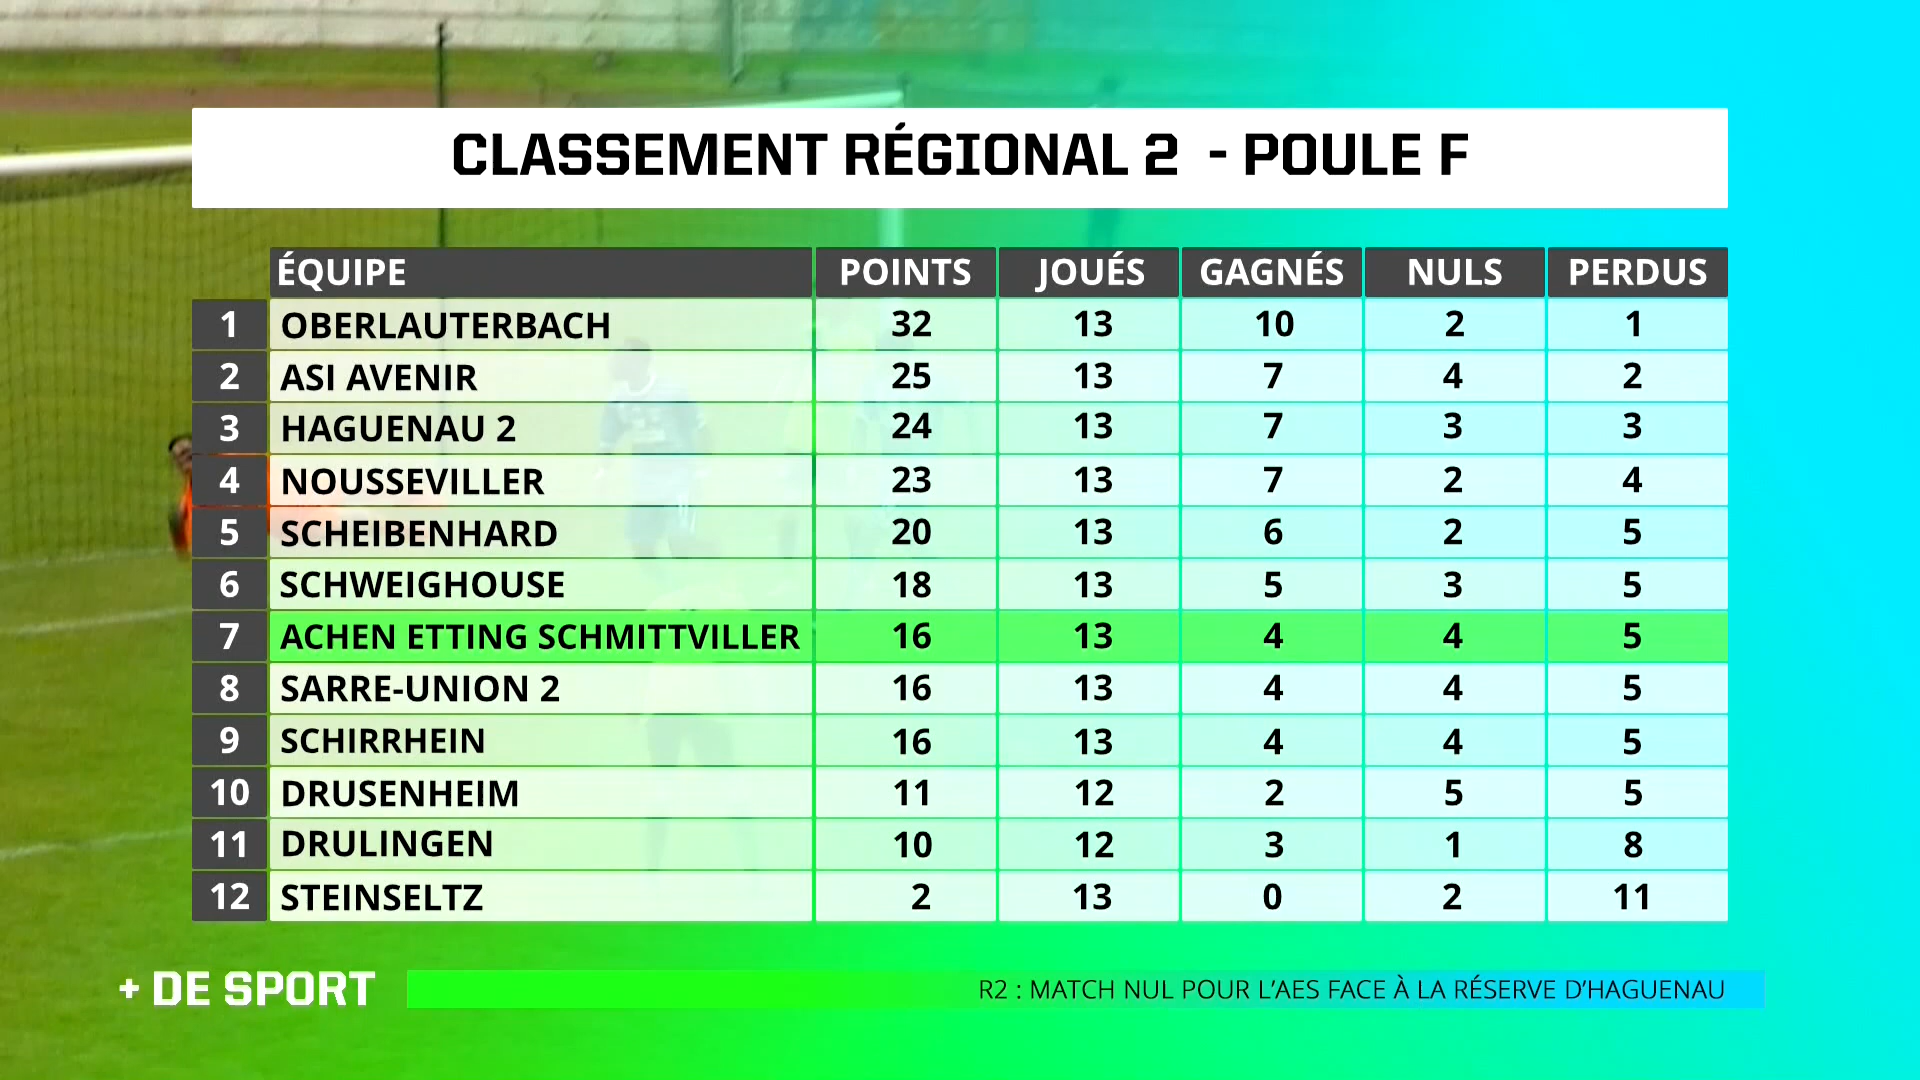 CLASSEMENT RÉGIONAL 2 - POULE F
ÉQUIPE POINTS JOUÉS GAGNÉS NULS PERDUS
1 OBERLAUTERBACH 32 13 10 2 1
2 ASI AVENIR 25 13 7 4 2
3 HAGUENAU 2 24 13 7 3 3
4 NOUSSEVILLER 23 13 7 2 4
5 SCHEIBENHARD 20 13 6 2 5
6 SCHWEIGHOUSE 18 13 5 3 5
7 ACHEN ETTING SCHMITTVILLER 16 13 4 4 5
8 SARRE-UNION 2 16 13 4 4 5
9 SCHIRRHEIN 16 13 4 4 5
10 DRUSENHEIM 11 12 2 5 5
11 DRULINGEN 10 12 3 1 8
12 STEINSELTZ 2 13 0 2 11
+ DE SPORT R2 : MATCH NUL POUR L'AES FACE À LA RÉSERVE D'HAGUENAU